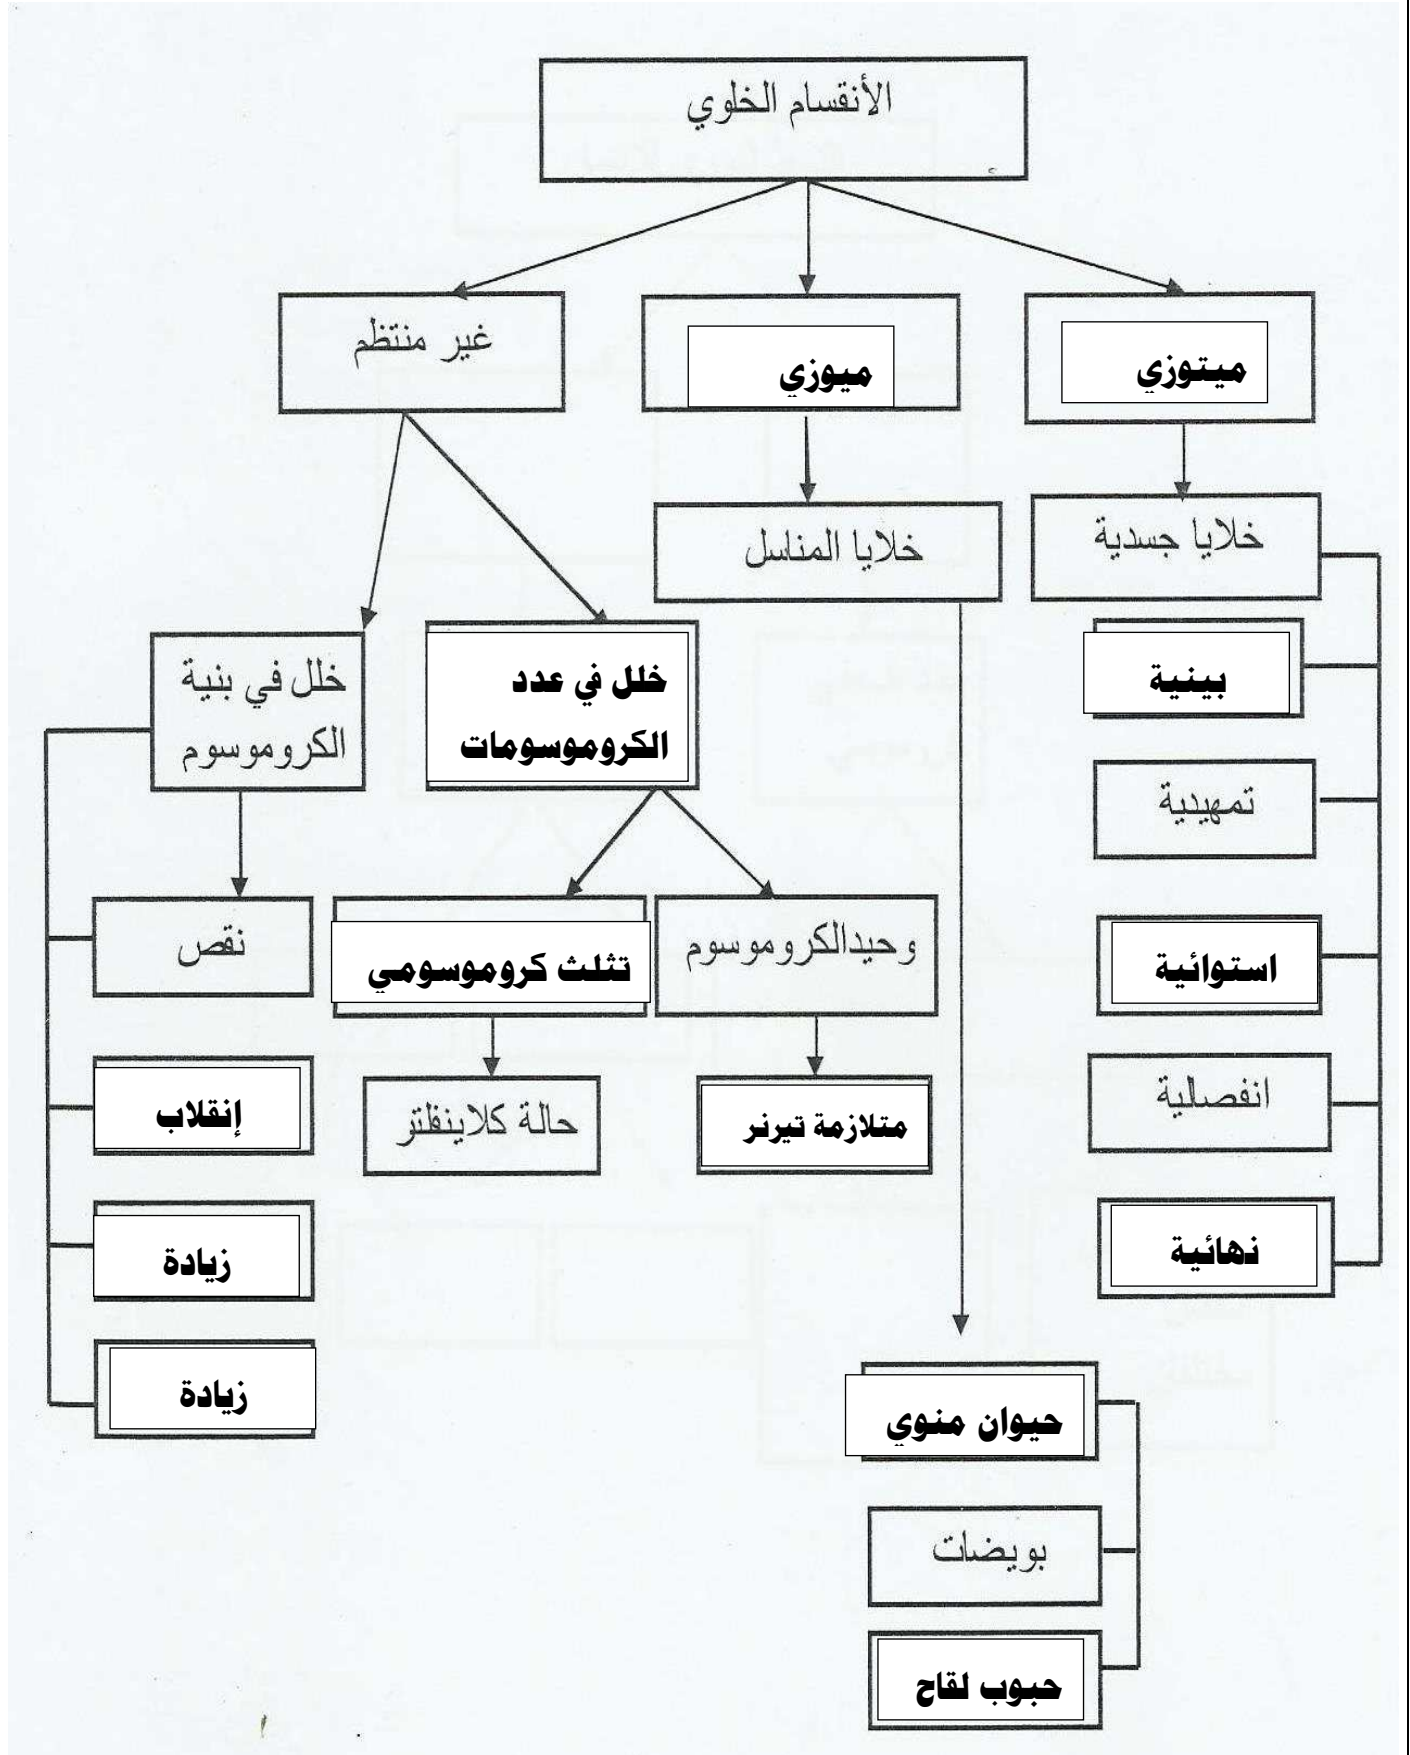 الأنقسام الخلوي
ميتوزي
ميوزي
غير منتظم
خلايا جسدية
خلايا المناسل
بينية
خلل في عدد
الكروموسومات
خلل في بنية
الكروموسوم
تمهيدية
استوائية
وحيدالكروموسوم
تثلث كروموسومي
نقص
انفصالية
متلازمة تيرنر
حالة كلاينفلتر
إنقلاب
نهائية
زيادة
حيوان منوي
زيادة
بويضات
حبوب لقاح